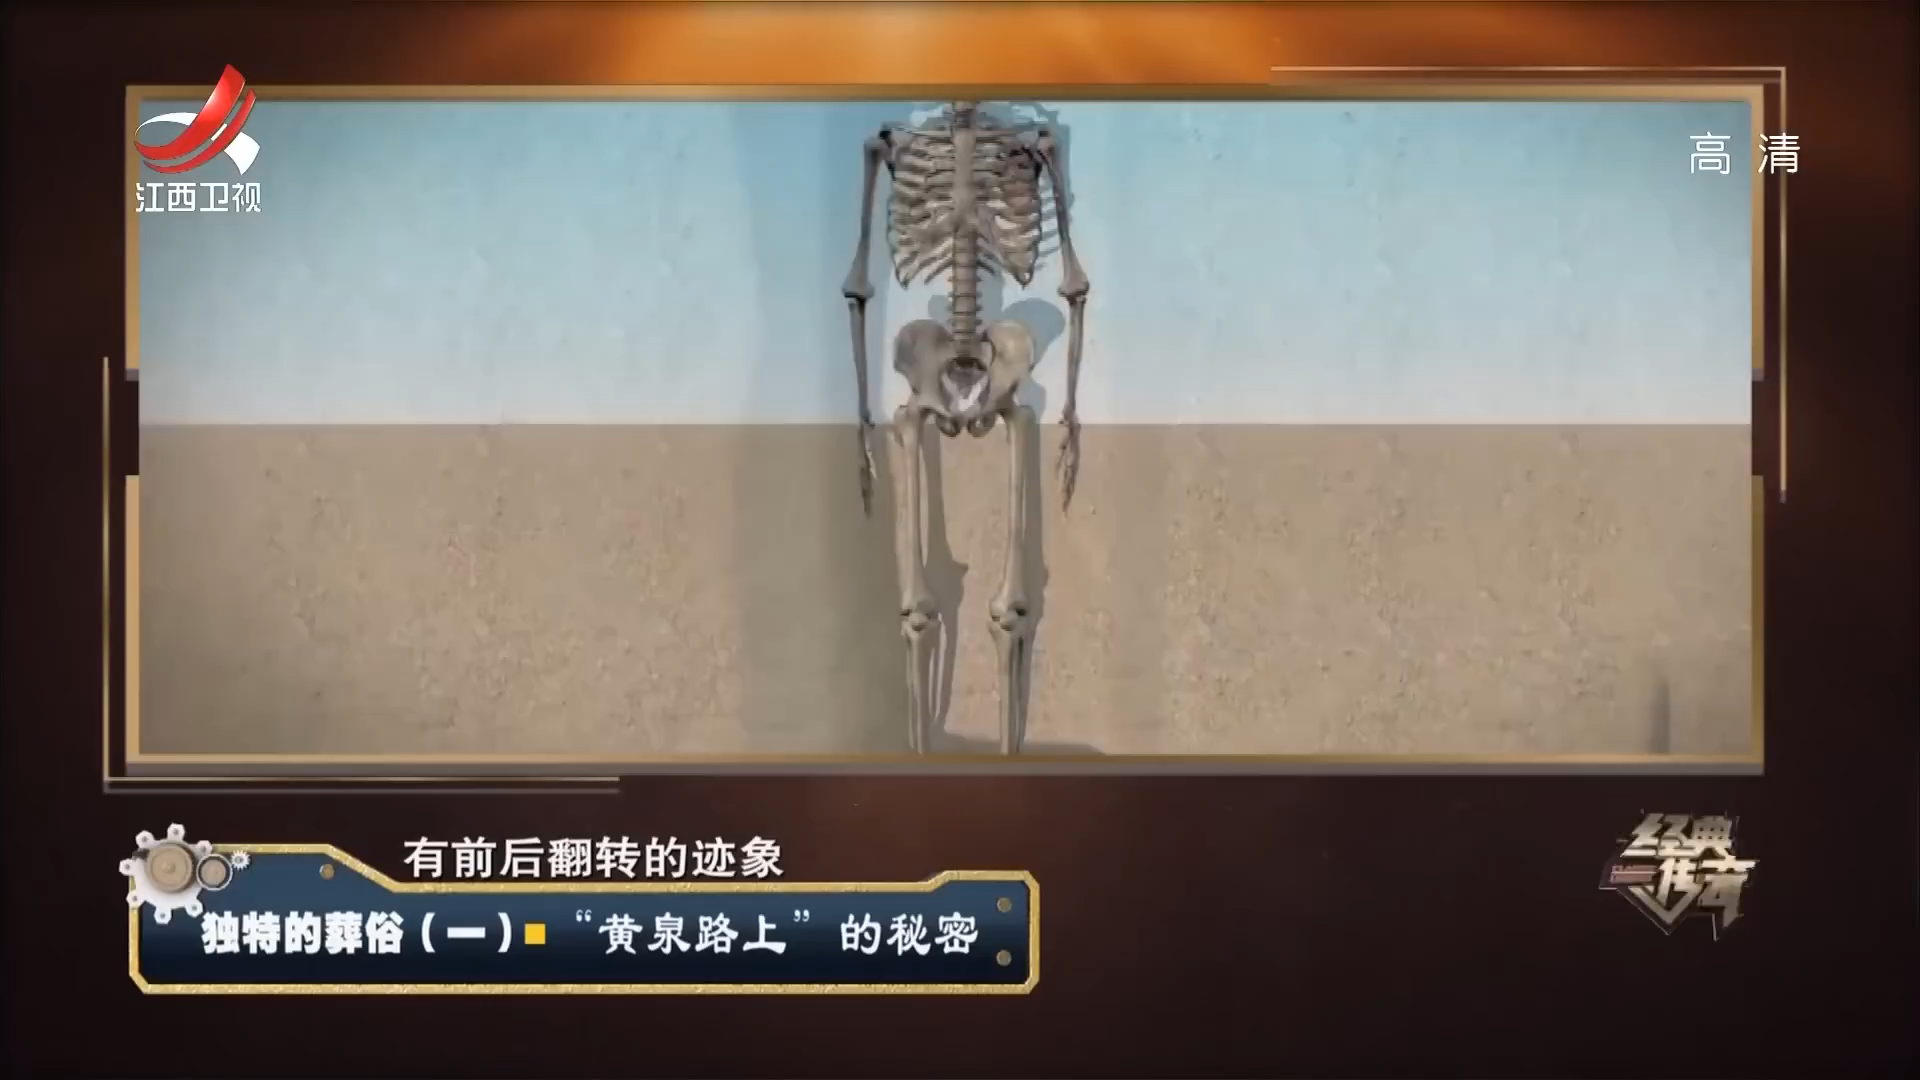 江西卫视
高清
有前后翻转的迹象
独特的葬俗（一）■“黄泉路上”的秘密
经典传奇